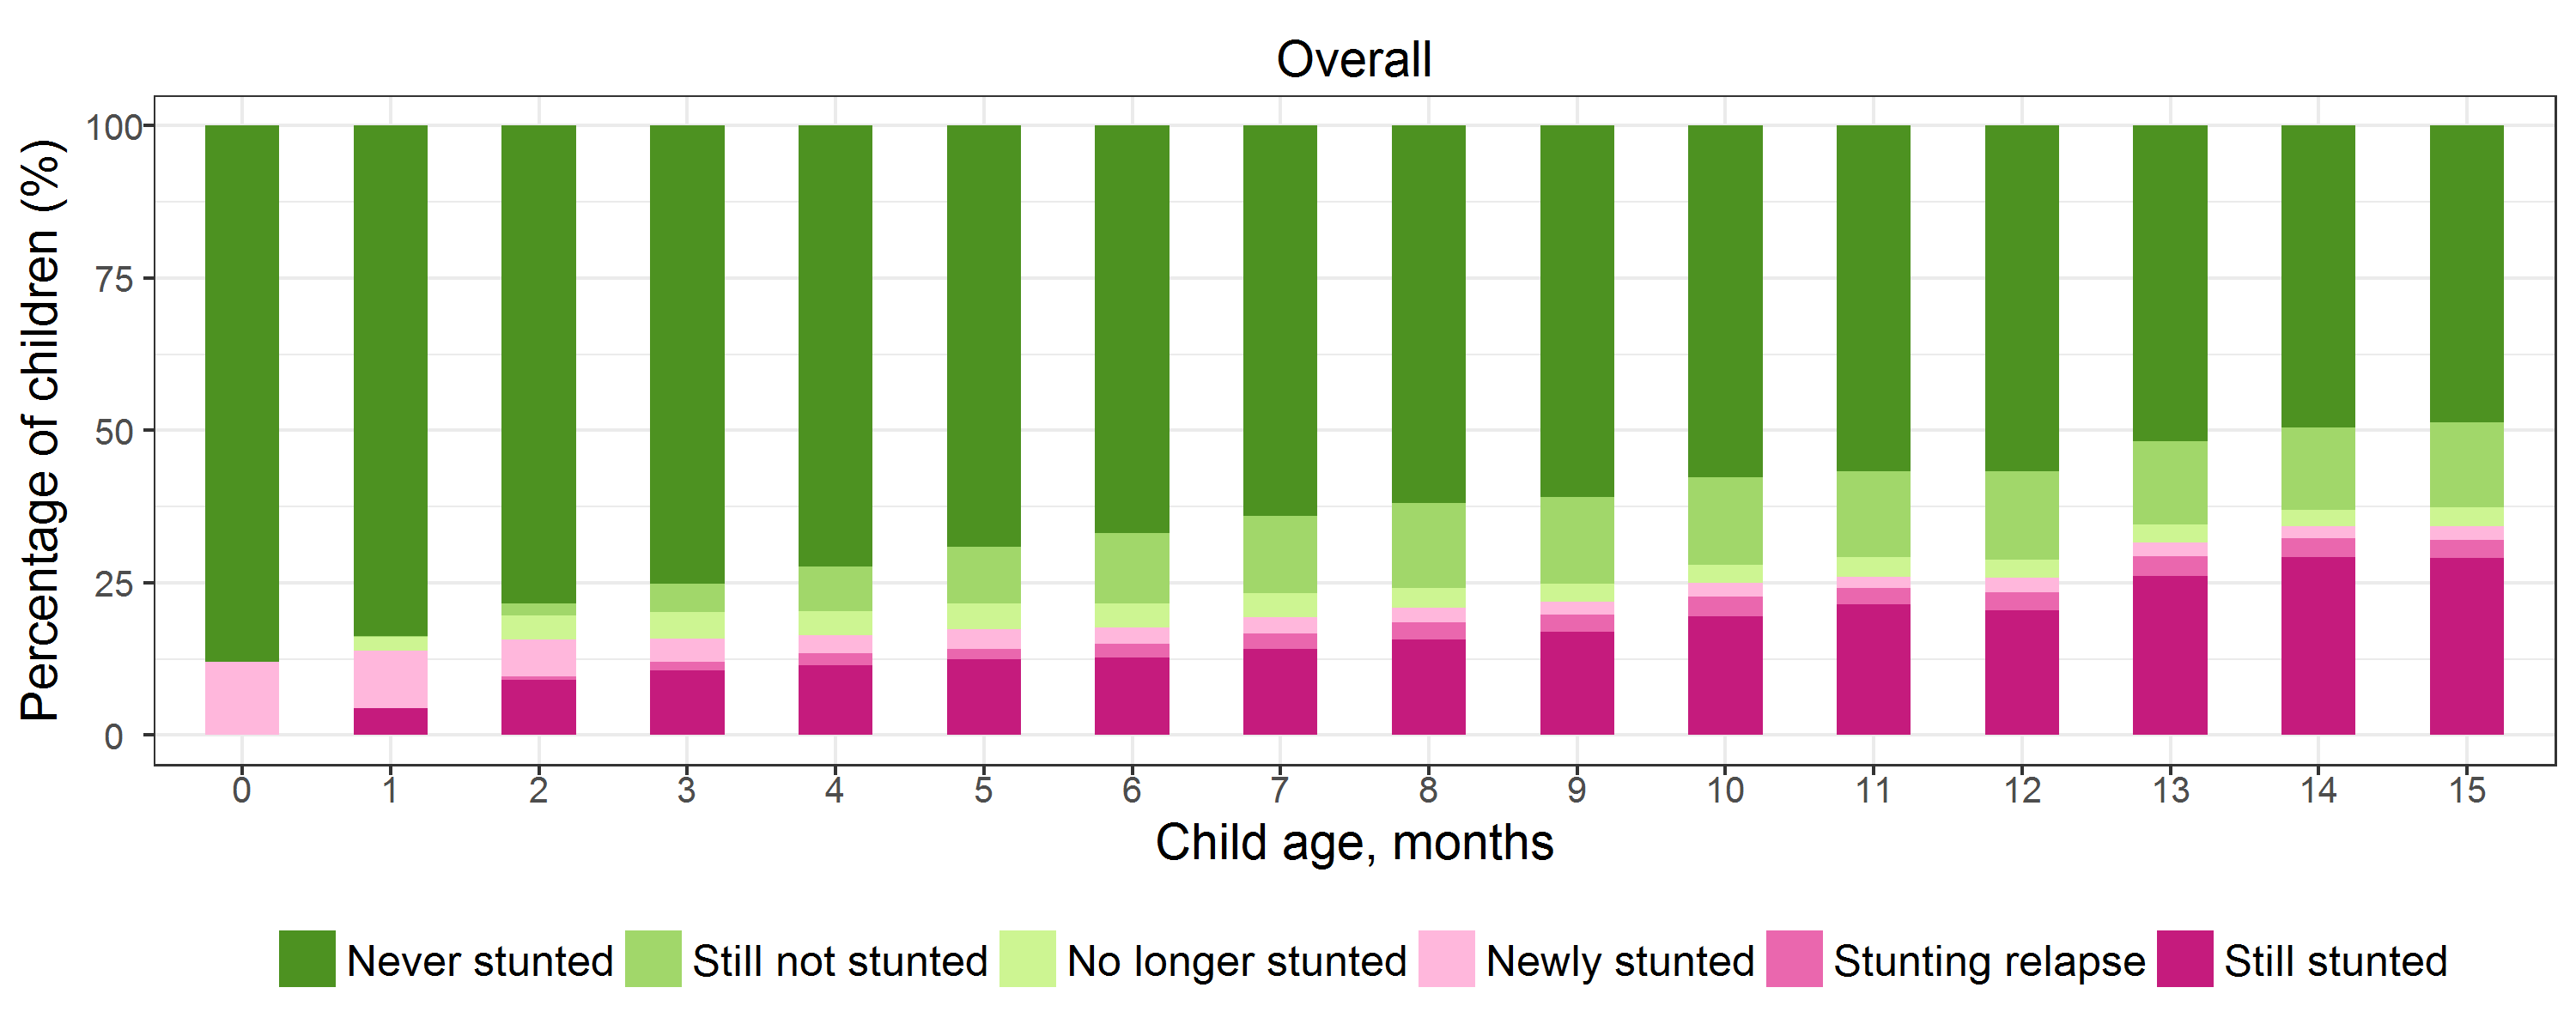 Overall
Percentage of children (%)
100
75
50
25
0
0 1 2 3 4 5 6 7 8 9 10 11 12 13 14 15
Child age, months
Never stunted Still not stunted No longer stunted Newly stunted Stunting relapse Still stunted